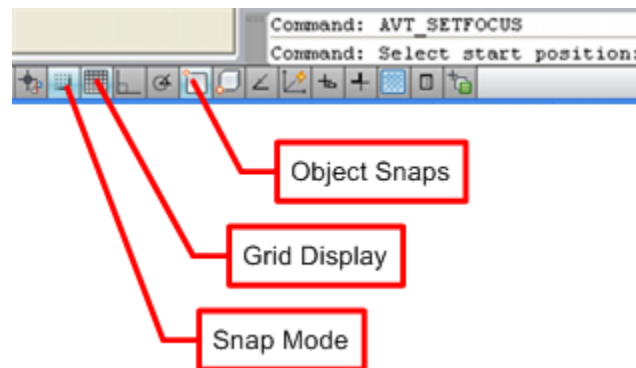 Command: AVT_SETFOCUS
Command: Select start position:
Object Snaps
Grid Display
Snap Mode